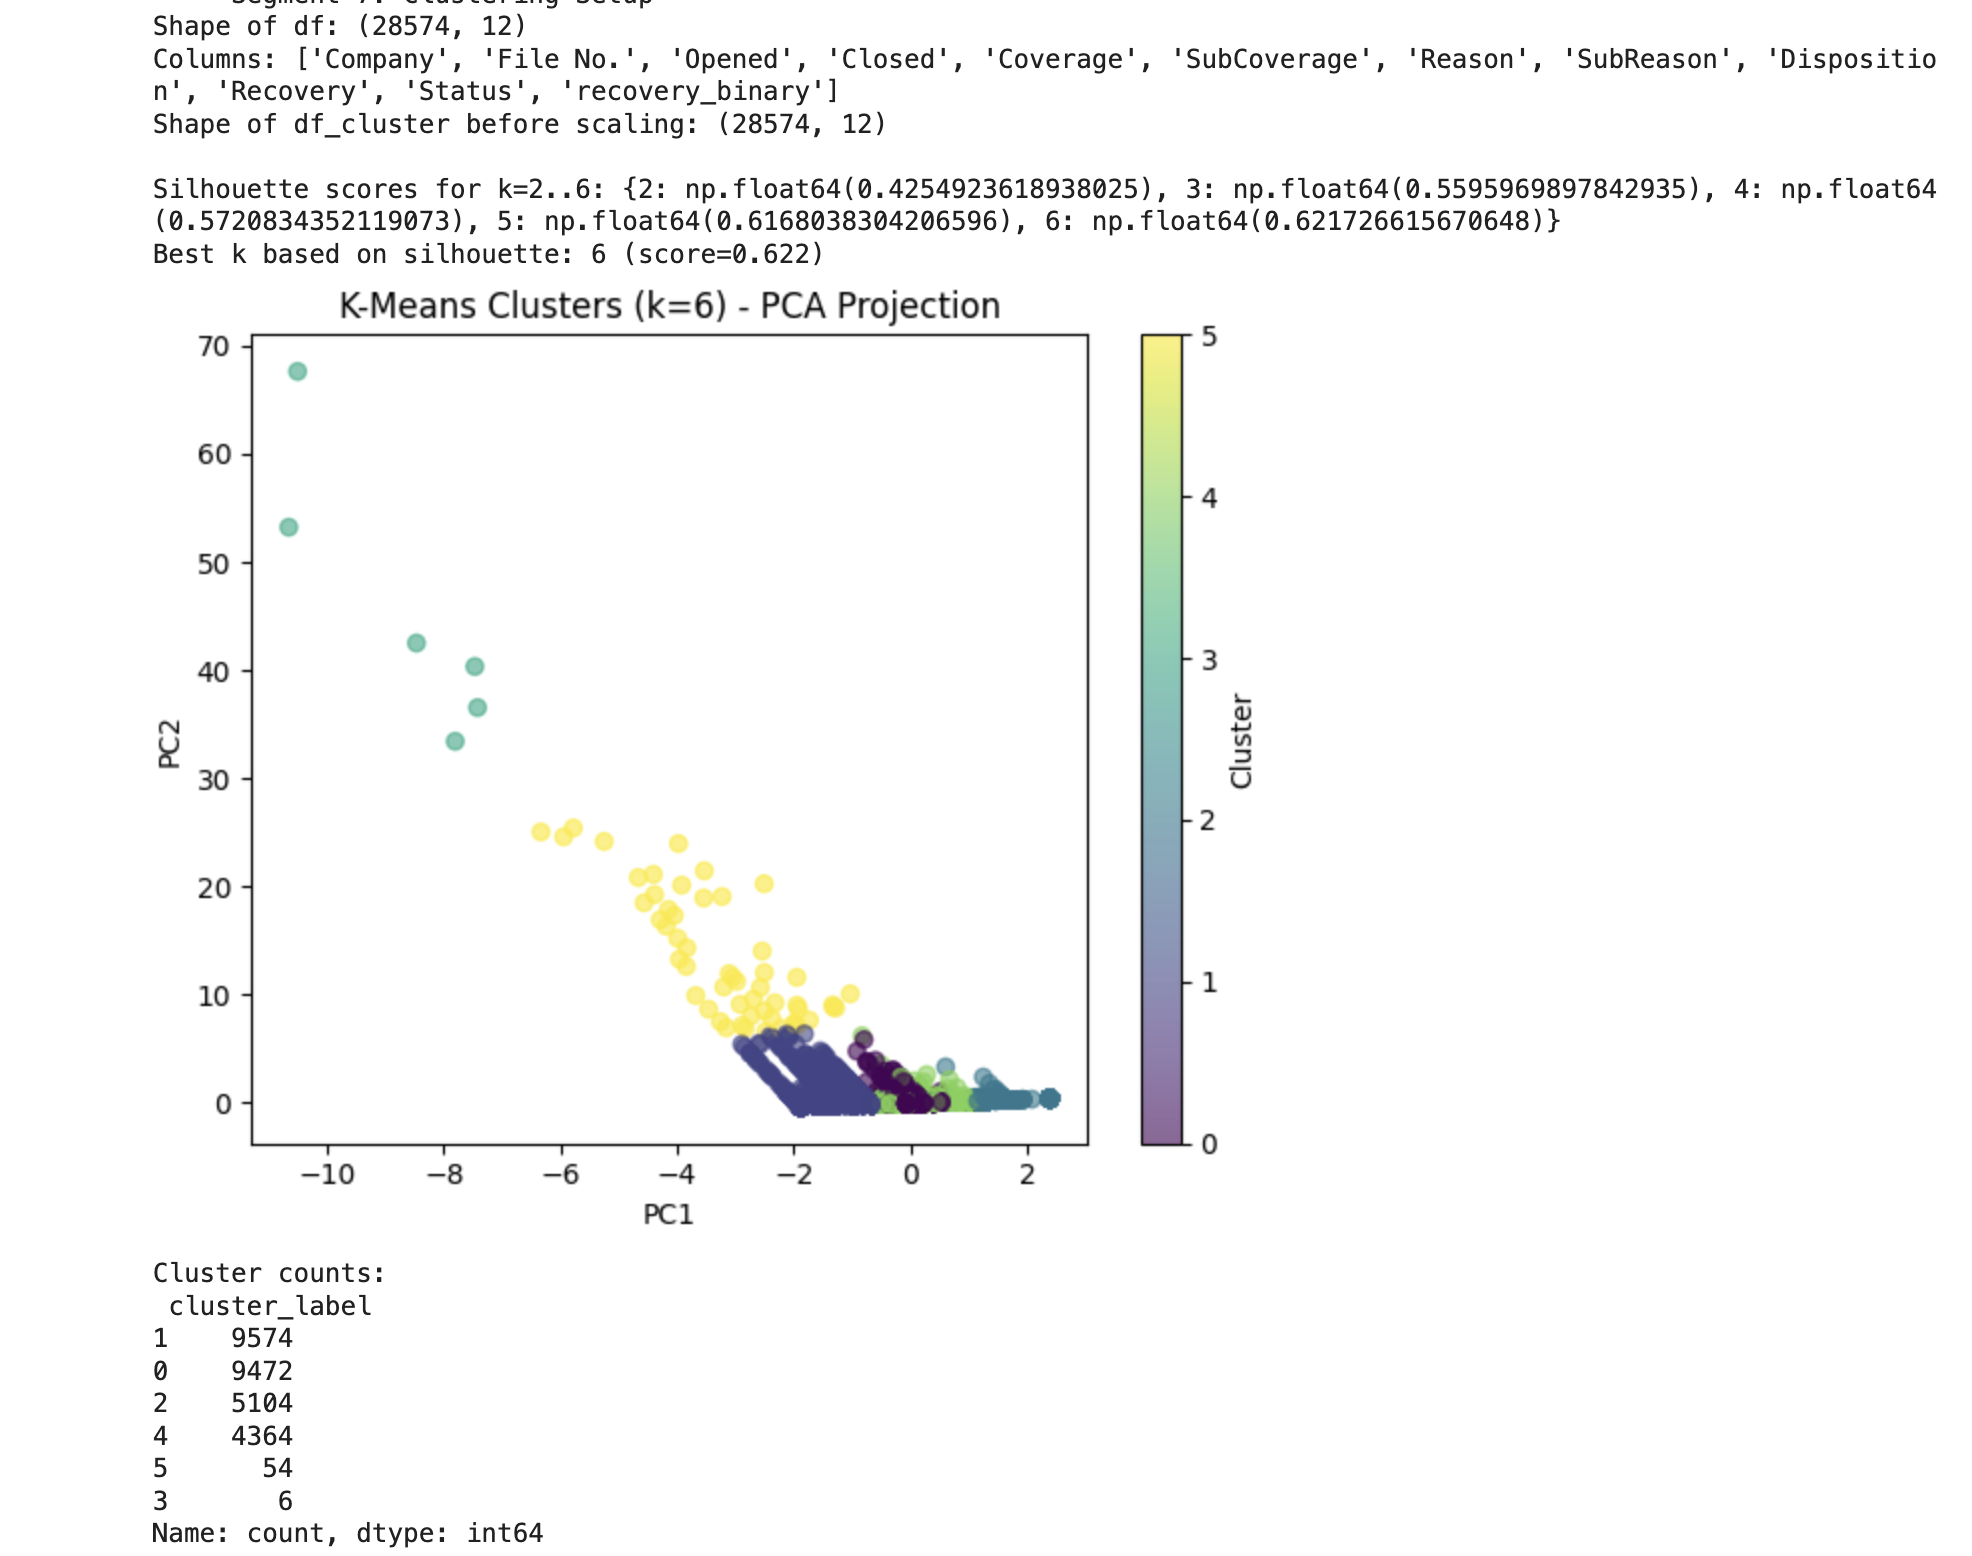 Segment 7: Clustering Setup
Shape of df: (28574, 12)
Columns: ['Company', 'File No.', 'Opened', 'Closed', 'Coverage', 'SubCoverage', 'Reason', 'SubReason', 'Dispositio
n', 'Recovery', 'Status', 'recovery_binary']
Shape of df_cluster before scaling: (28574, 12)
Silhouette scores for k=2..6: {2: np.float64(0.4254923618938025), 3: np.float64(0.5595969897842935), 4: np.float64
(0.5720834352119073), 5: np.float64(0.6168038304206596), 6: np.float64(0.621726615670648)}
Best k based on silhouette: 6 (score=0.622)
K-Means Clusters (k=6) - PCA Projection
70
60
50
40
30
20
10
0
PC2
−10
−8
−6
−4
−2
0
2
PC1
5
4
3
2
1
0
Cluster
Cluster counts:
cluster_label
1 9574
0 9472
2 5104
4 4364
5 54
3 6
Name: count, dtype: int64